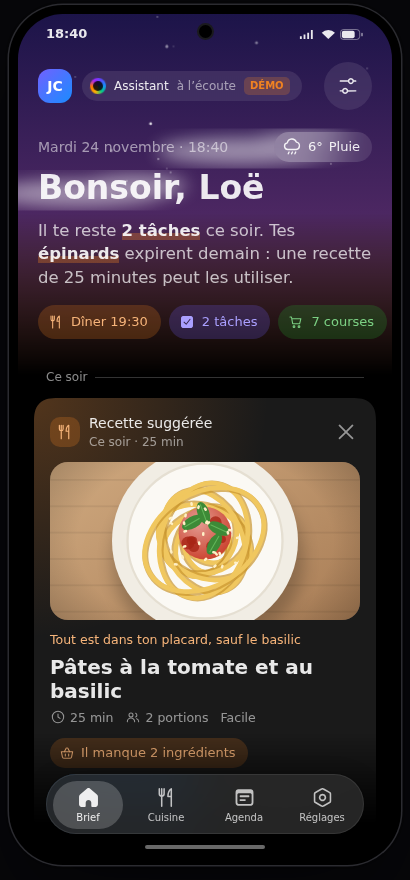 18:40
JC
Assistant à l'écoute DÉMO
Mardi 24 novembre · 18:40
6° Pluie
Bonsoir, Loë
Il te reste 2 tâches ce soir. Tes
épinards expirent demain : une recette
de 25 minutes peut les utiliser.
Dîner 19:30
2 tâches
7 courses
Ce soir
Recette suggérée
Ce soir · 25 min
Tout est dans ton placard, sauf le basilic
Pâtes à la tomate et au
basilic
25 min
2 portions
Facile
Il manque 2 ingrédients
Brief
Cuisine
Agenda
Réglages